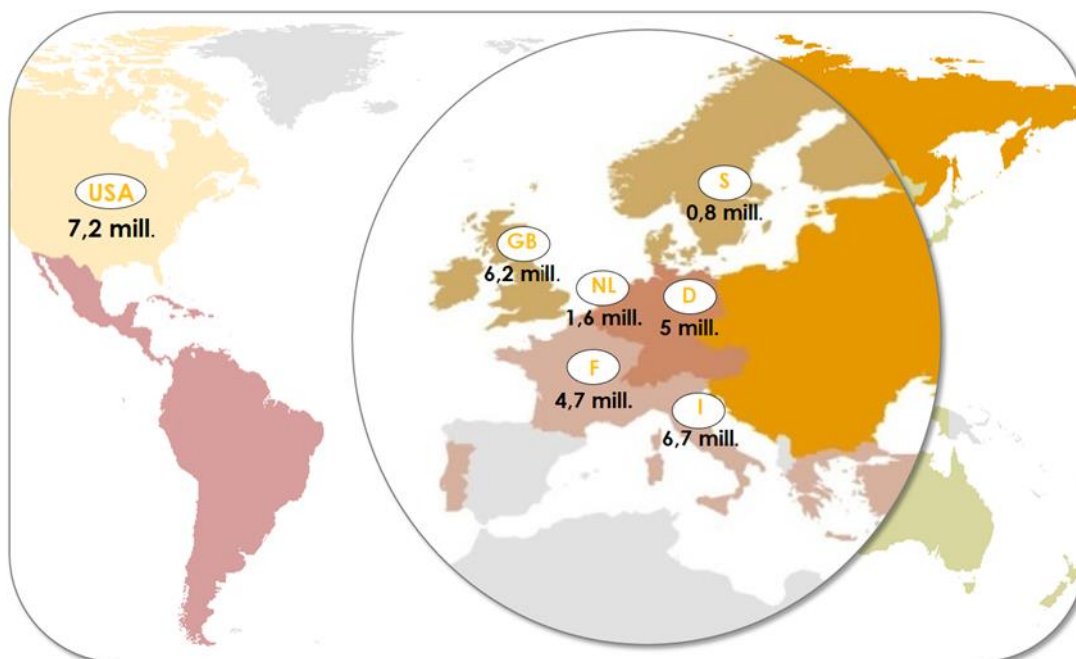 USA
7,2 mill.
S
0,8 mill.
GB
6,2 mill.
NL
1,6 mill.
D
5 mill.
F
4,7 mill.
I
6,7 mill.